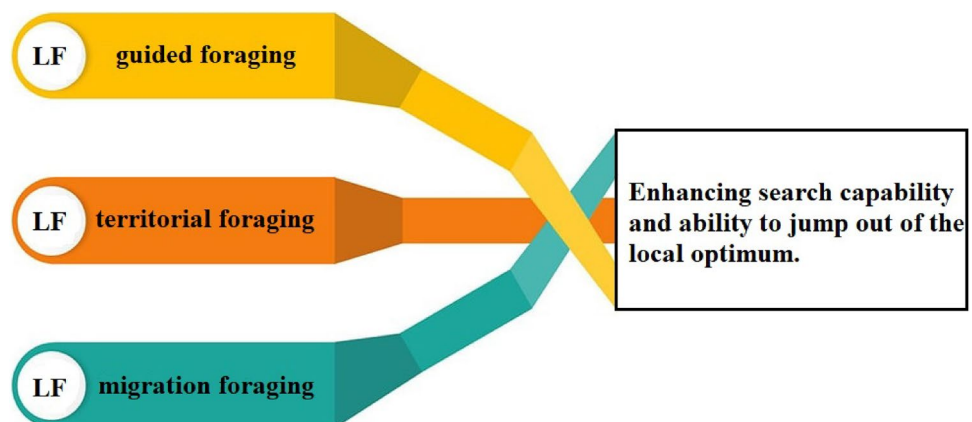 LF guided foraging
LF territorial foraging
LF migration foraging
Enhancing search capability
and ability to jump out of the
local optimum.